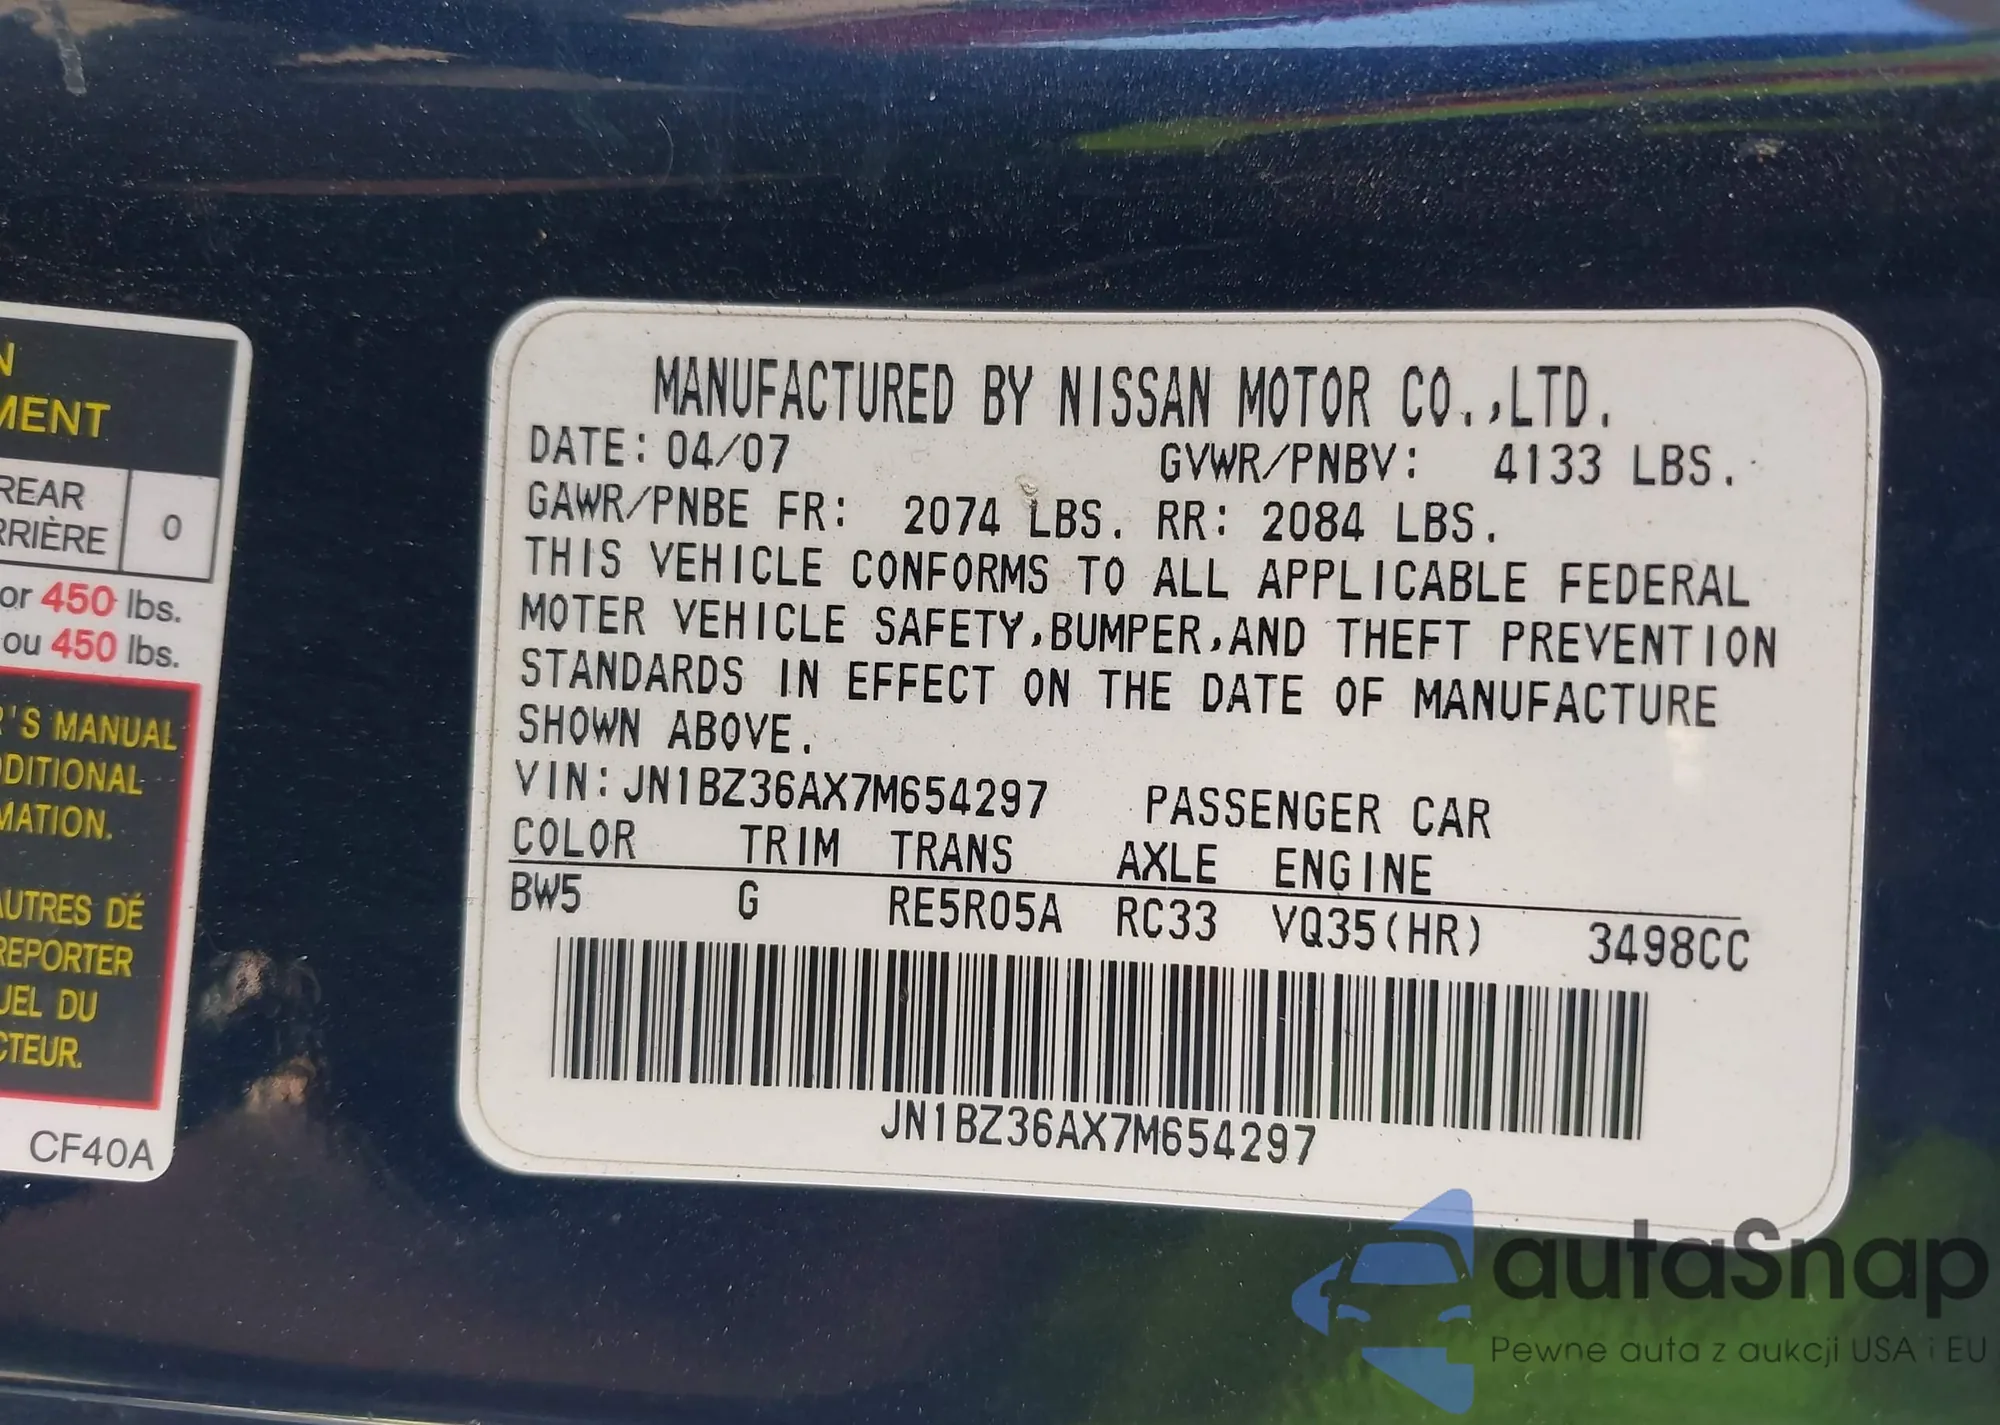 N
MENT
REAR
RRIÈRE
0
or 450 lbs.
ou 450 lbs.
R'S MANUAL
DDITIONAL
MATION.
AUTRES DÉ
REPORTER
UEL DU
CTEUR.
CF40A
MANUFACTURED BY NISSAN MOTOR CO.,LTD.
DATE: 04/07 GVWR/PNBV: 4133 LBS.
GAWR/PNBE FR: 2074 LBS. RR: 2084 LBS.
THIS VEHICLE CONFORMS TO ALL APPLICABLE FEDERAL
MOTER VEHICLE SAFETY,BUMPER,AND THEFT PREVENTION
STANDARDS IN EFFECT ON THE DATE OF MANUFACTURE
SHOWN ABOVE.
VIN: JN1BZ36AX7M654297 PASSENGER CAR
COLOR TRIM TRANS AXLE ENGINE
BW5 G RE5R05A RC33 VQ35(HR) 3498CC
JN1BZ36AX7M654297
autaSnap
Pewne auta z aukcji USA i EU